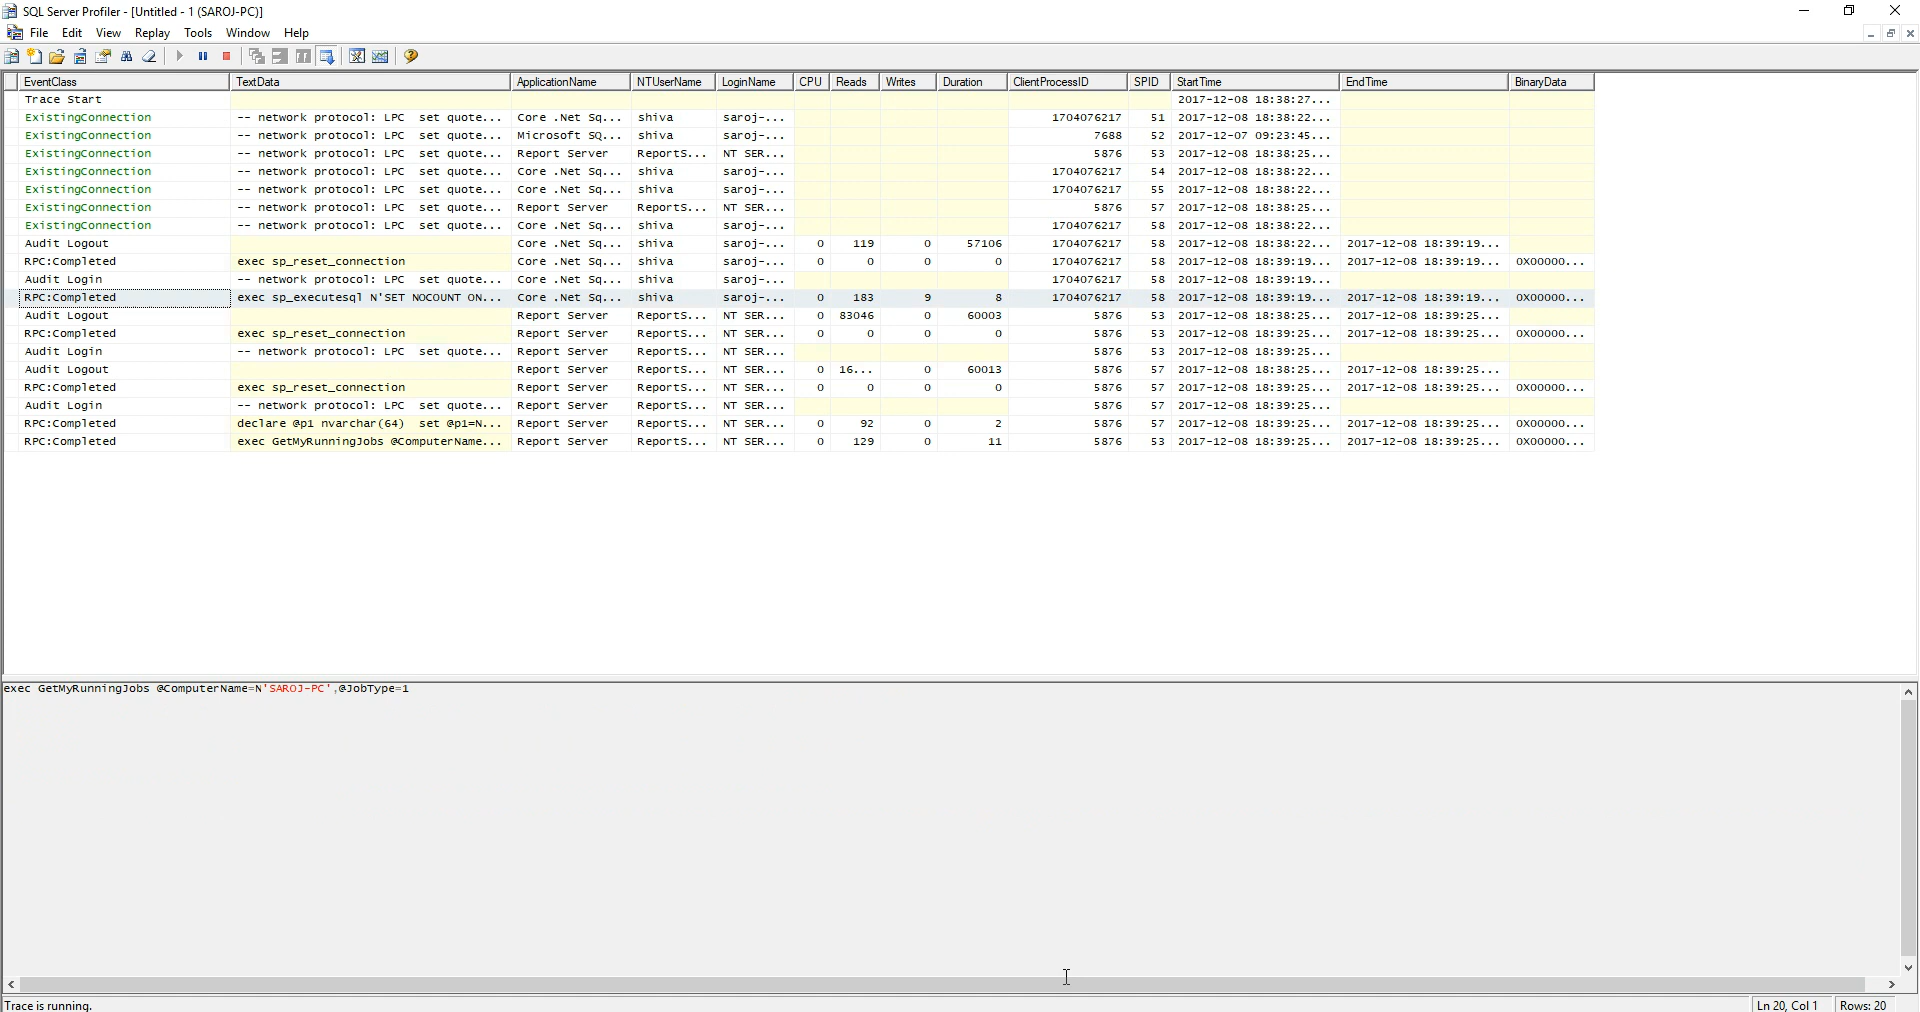 SQL Server Profiler - [Untitled - 1 (SAROJ-PC)]
File Edit View Replay Tools Window Help
EventClass TextData ApplicationName NTUserName LoginName CPU Reads Writes Duration ClientProcessID SPID StartTime EndTime BinaryData
Trace Start 2017-12-08 18:38:27...
ExistingConnection -- network protocol: LPC set quote... Core .Net Sq... shiva saroj-... 1704076217 51 2017-12-08 18:38:22...
ExistingConnection -- network protocol: LPC set quote... Microsoft SQ... shiva saroj-... 7688 52 2017-12-07 09:23:45...
ExistingConnection -- network protocol: LPC set quote... Report Server ReportS... NT SER... 5876 53 2017-12-08 18:38:25...
ExistingConnection -- network protocol: LPC set quote... Core .Net Sq... shiva saroj-... 1704076217 54 2017-12-08 18:38:22...
ExistingConnection -- network protocol: LPC set quote... Core .Net Sq... shiva saroj-... 1704076217 55 2017-12-08 18:38:22...
ExistingConnection -- network protocol: LPC set quote... Report Server ReportS... NT SER... 5876 57 2017-12-08 18:38:25...
ExistingConnection -- network protocol: LPC set quote... Core .Net Sq... shiva saroj-... 1704076217 58 2017-12-08 18:38:22...
Audit Logout Core .Net Sq... shiva saroj-... 0 119 0 57106 1704076217 58 2017-12-08 18:38:22... 2017-12-08 18:39:19...
RPC:Completed exec sp_reset_connection Core .Net Sq... shiva saroj-... 0 0 0 0 1704076217 58 2017-12-08 18:39:19... 2017-12-08 18:39:19... 0X00000...
Audit Login -- network protocol: LPC set quote... Core .Net Sq... shiva saroj-... 1704076217 58 2017-12-08 18:39:19...
RPC:Completed exec sp_executesql N'SET NOCOUNT ON... Core .Net Sq... shiva saroj-... 0 183 9 8 1704076217 58 2017-12-08 18:39:19... 2017-12-08 18:39:19... 0X00000...
Audit Logout Report Server ReportS... NT SER... 0 83046 0 60003 5876 53 2017-12-08 18:38:25... 2017-12-08 18:39:25...
RPC:Completed exec sp_reset_connection Report Server ReportS... NT SER... 0 0 0 0 5876 53 2017-12-08 18:39:25... 2017-12-08 18:39:25... 0X00000...
Audit Login -- network protocol: LPC set quote... Report Server ReportS... NT SER... 5876 53 2017-12-08 18:39:25...
Audit Logout Report Server ReportS... NT SER... 0 16... 0 60013 5876 57 2017-12-08 18:38:25... 2017-12-08 18:39:25...
RPC:Completed exec sp_reset_connection Report Server ReportS... NT SER... 0 0 0 0 5876 57 2017-12-08 18:39:25... 2017-12-08 18:39:25... 0X00000...
Audit Login -- network protocol: LPC set quote... Report Server ReportS... NT SER... 5876 57 2017-12-08 18:39:25...
RPC:Completed declare @p1 nvarchar(64) set @p1=N... Report Server ReportS... NT SER... 0 92 0 2 5876 57 2017-12-08 18:39:25... 2017-12-08 18:39:25... 0X00000...
RPC:Completed exec GetMyRunningJobs @ComputerName... Report Server ReportS... NT SER... 0 129 0 11 5876 53 2017-12-08 18:39:25... 2017-12-08 18:39:25... 0X00000...
exec GetMyRunningJobs @ComputerName=N'SAROJ-PC',@JobType=1
Trace is running. Ln 20, Col 1 Rows: 20